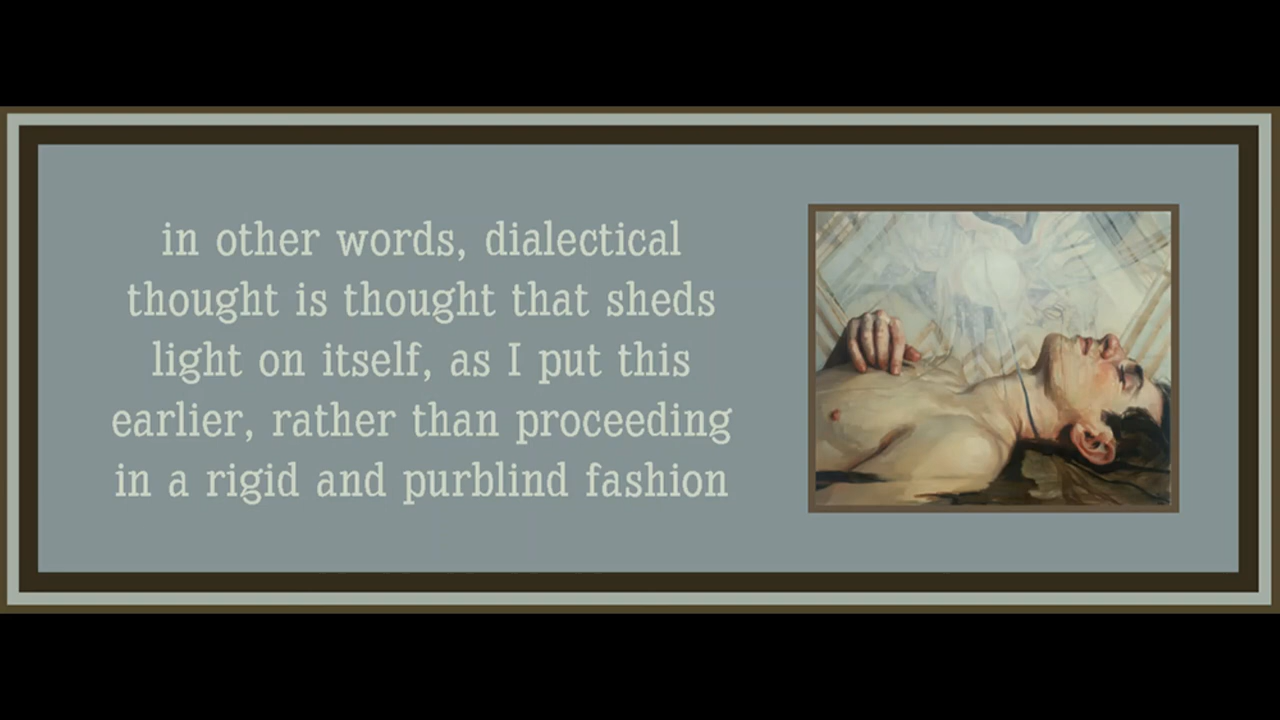 in other words, dialectical
thought is thought that sheds
light on itself, as I put this
earlier, rather than proceeding
in a rigid and purblind fashion